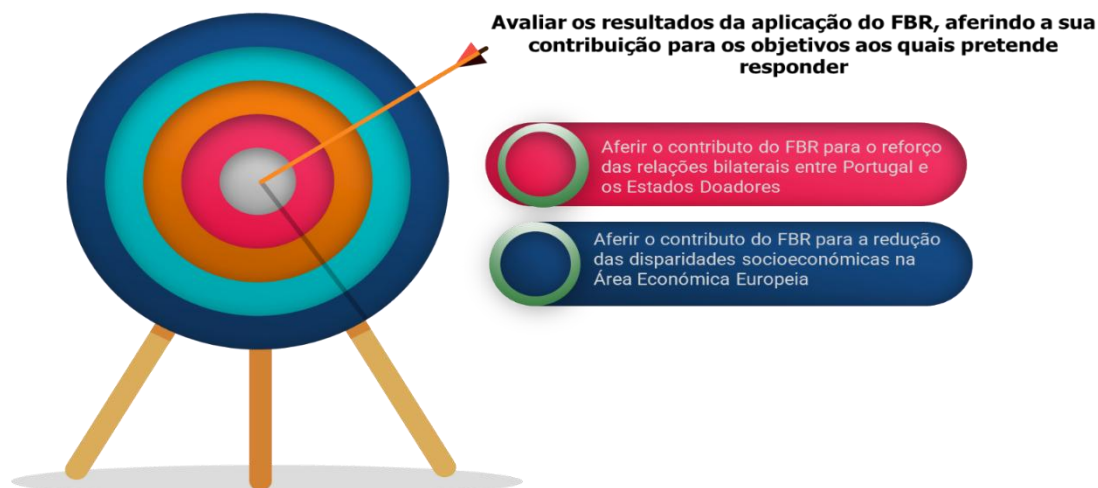 Avaliar os resultados da aplicação do FBR, aferindo a sua
contribuição para os objetivos aos quais pretende
responder
Aferir o contributo do FBR para o reforço
das relações bilaterais entre Portugal e
os Estados Doadores
Aferir o contributo do FBR para a redução
das disparidades socioeconómicas na
Área Económica Europeia